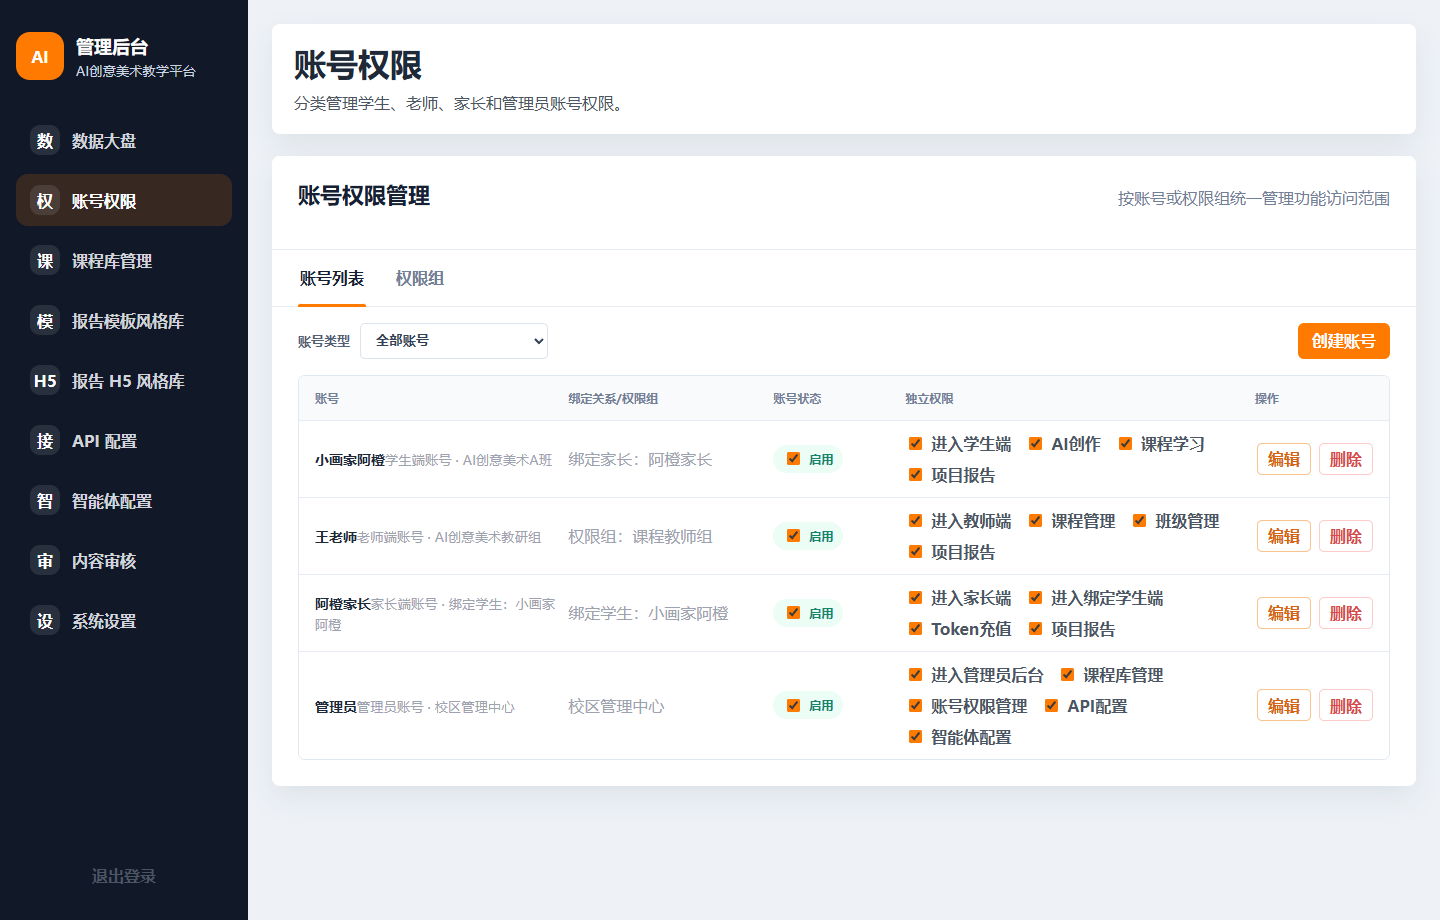 AI
管理后台
AI创意美术教学平台
数 数据大盘
权 账号权限
课 课程库管理
模 报告模板风格库
H5 报告 H5 风格库
接 API 配置
智 智能体配置
审 内容审核
设 系统设置
退出登录
账号权限
分类管理学生、老师、家长和管理员账号权限。
账号权限管理
按账号或权限组统一管理功能访问范围
账号列表 权限组
账号类型 全部账号 创建账号
账号 绑定关系/权限组 账号状态 独立权限 操作
小画家阿橙学生端账号 · AI创意美术A班 绑定家长：阿橙家长 启用 进入学生端 AI创作 课程学习
项目报告
编辑 删除
王老师老师端账号 · AI创意美术教研组 权限组：课程教师组 启用 进入教师端 课程管理 班级管理
项目报告
编辑 删除
阿橙家长家长端账号 · 绑定学生：小画家
阿橙
绑定学生：小画家阿橙 启用 进入家长端 进入绑定学生端
Token充值 项目报告
编辑 删除
管理员管理员账号 · 校区管理中心 校区管理中心 启用 进入管理员后台 课程库管理
账号权限管理 API配置
智能体配置
编辑 删除